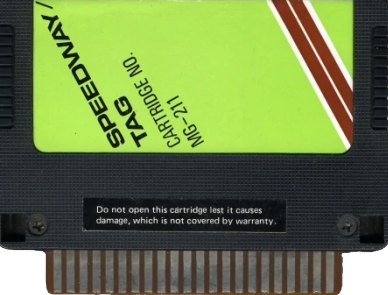 SPEEDWAY/
TAG
CARTRIDGE NO.
MG-211
Do not open this cartridge lest it causes
damage, which is not covered by warranty.